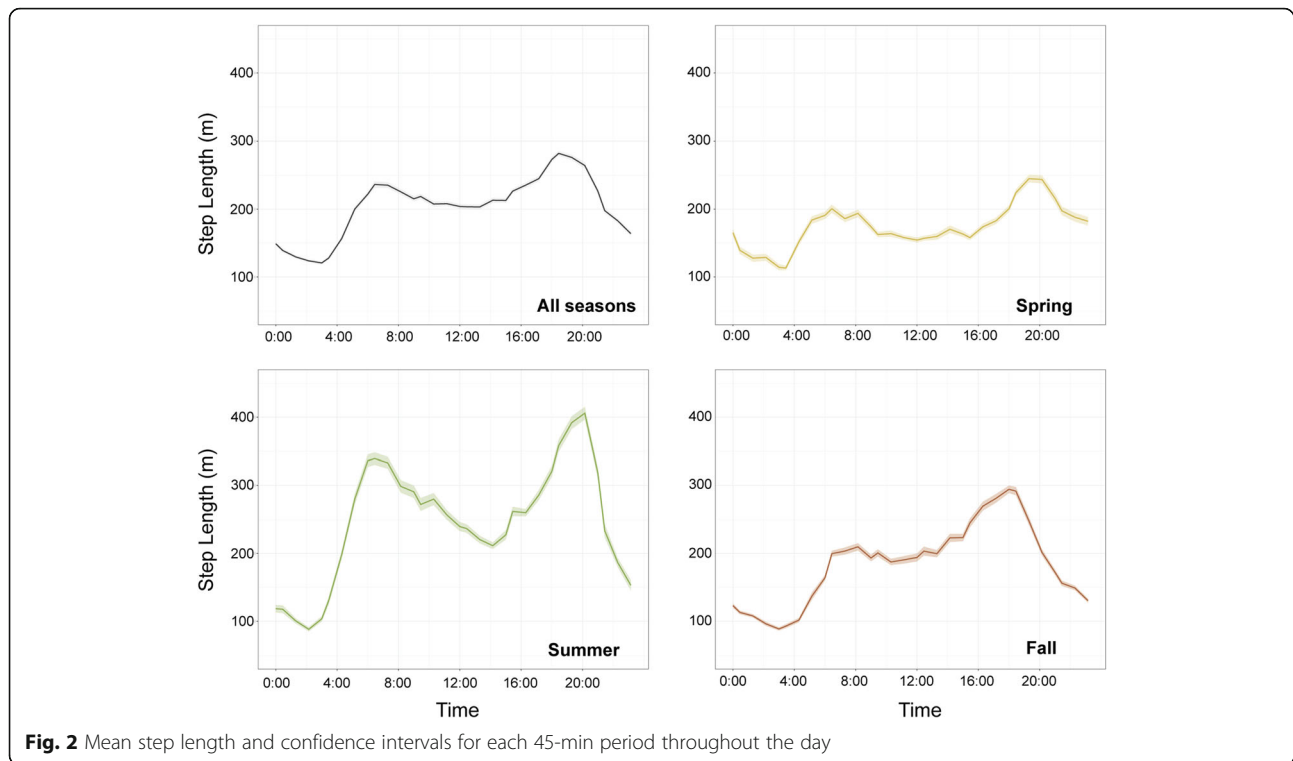 Step Length (m)
400
300
200
100
0:00 4:00 8:00 12:00 16:00 20:00
All seasons
400
300
200
100
0:00 4:00 8:00 12:00 16:00 20:00
Spring
Step Length (m)
400
300
200
100
0:00 4:00 8:00 12:00 16:00 20:00
Summer
Time
400
300
200
100
0:00 4:00 8:00 12:00 16:00 20:00
Fall
Time
Fig. 2 Mean step length and confidence intervals for each 45-min period throughout the day